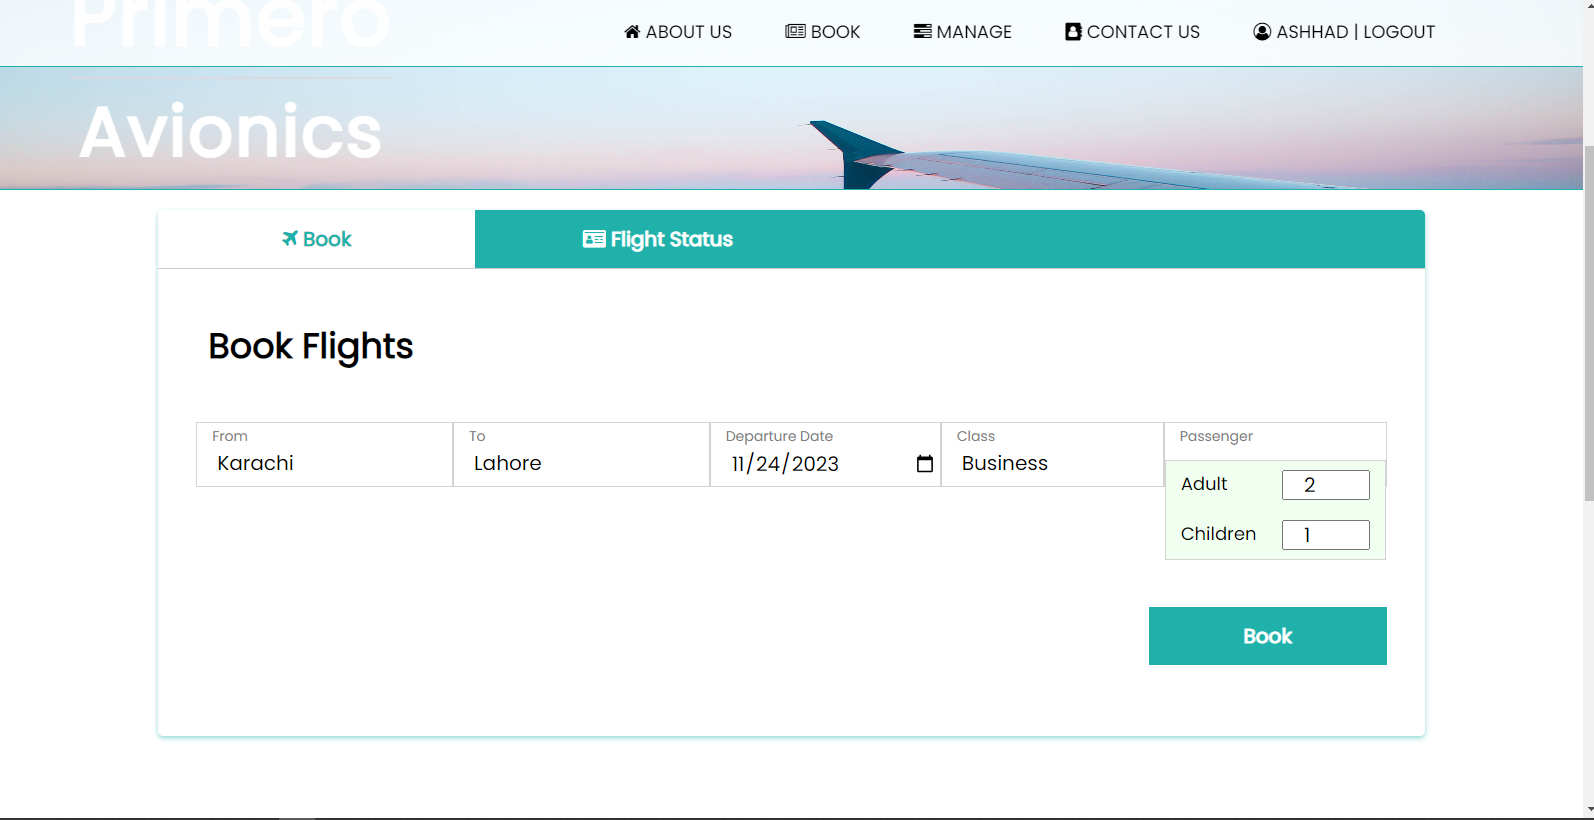 Primero
ABOUT US BOOK MANAGE CONTACT US ASHHAD | LOGOUT
Avionics
Book Flight Status
Book Flights
From To Departure Date Class Passenger
Karachi Lahore 11/24/2023 Business
Adult 2
Children 1
Book